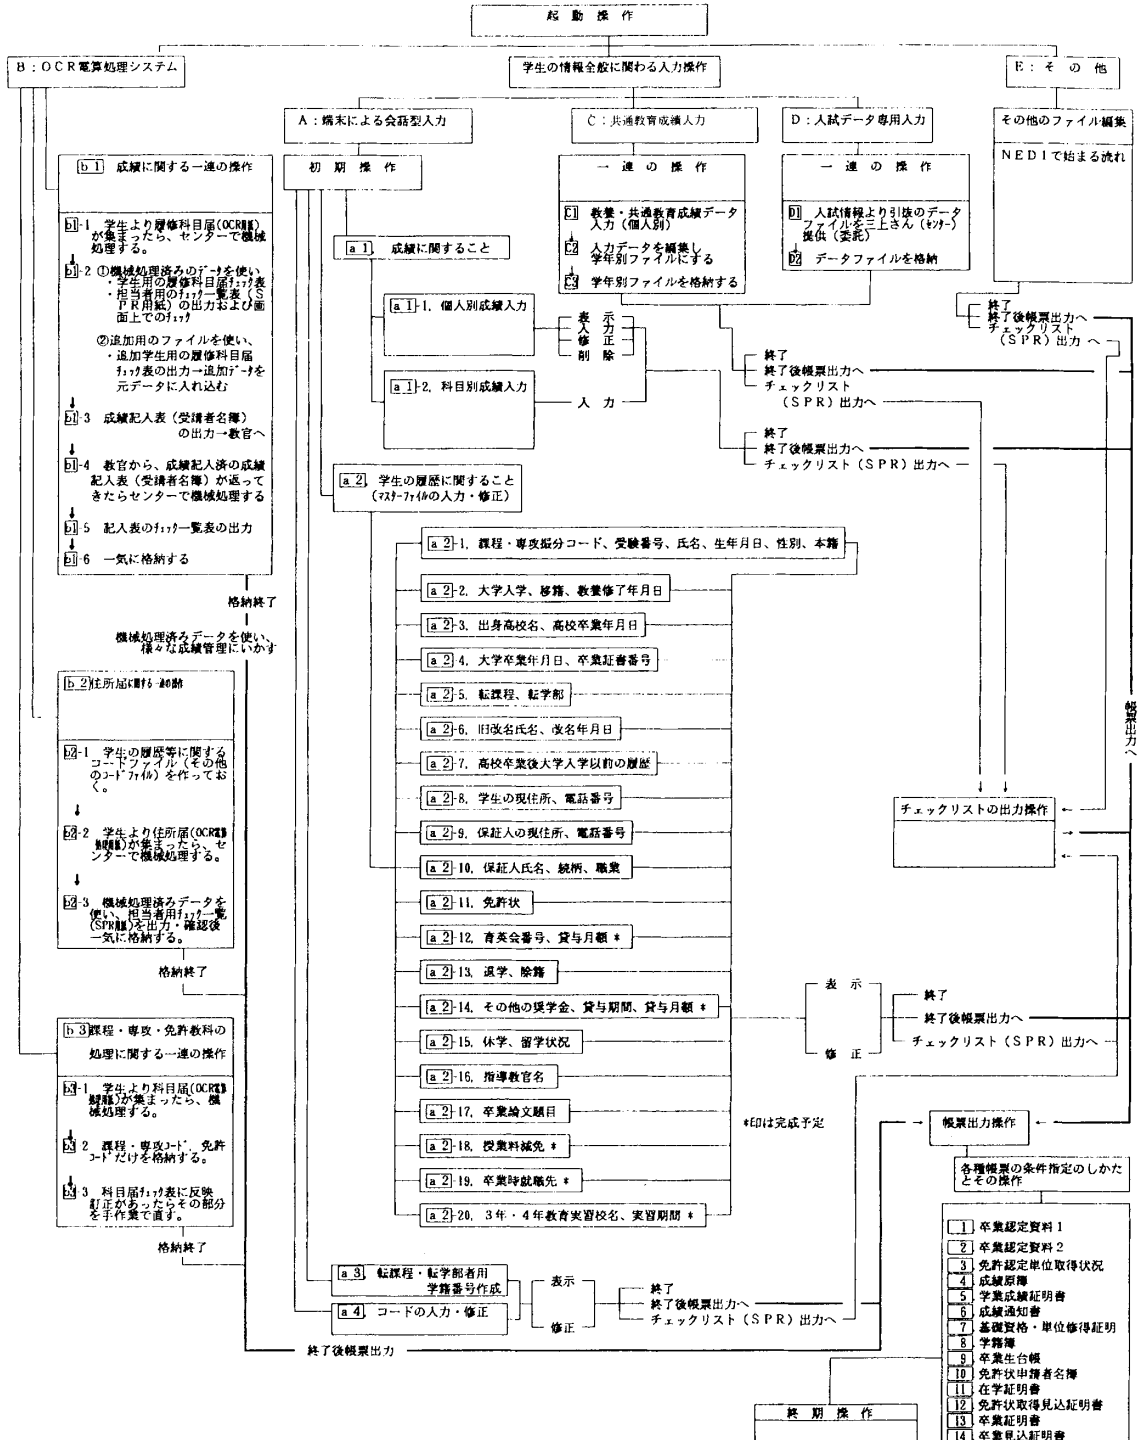 起動操作
B：OCR電算処理システム
学生の情報全般に関わる入力操作
E：その他
A：端末による会話型入力
C：共通教育成績入力
D：入試データ専用入力
その他のファイル編集
NED1で始まる流れ
b1 成績に関する一連の操作
初期操作
一連の操作
一連の操作
b1-1 学生より履修科目届(OCR用紙)
が集まったら、センターで機械
処理する。
b1-2 ①機械処理済みのデータを使い
・学生用の履修科目届チェック表
・担当者用のチェック一覧表（S
PR用紙）の出力および画
面上でのチェック
②追加用のファイルを使い、
・追加学生用の履修科目届
チェック表の出力→追加データを
元データに入れ込む
b1-3 成績記入表（受講者名簿）
の出力→教官へ
b1-4 教官から、成績記入済の成績
記入表（受講者名簿）が返って
きたらセンターで機械処理する
b1-5 記入表のチェック一覧表の出力
b1-6 一気に格納する
格納終了
機械処理済みデータを使い、
様々な成績管理にいかす
C1 教養・共通教育成績データ
入力（個人別）
C2 入力データを編集し
学年別ファイルにする
C3 学年別ファイルを格納する
D1 入試情報より引抜のデータ
ファイルを三上さん（センター）
提供（委託）
D2 データファイルを格納
a1. 成績に関すること
a1-1. 個人別成績入力
表示
入力
修正
削除
a1-2. 科目別成績入力
入力
終了
終了後帳票出力へ
チェックリスト
（SPR）出力へ
終了
終了後帳票出力へ
チェックリスト
（SPR）出力へ
終了
終了後帳票出力へ
チェックリスト（SPR）出力へ
a2. 学生の履歴に関すること
（マスターファイルの入力・修正）
a2-1. 課程・専攻振分コード、受験番号、氏名、生年月日、性別、本籍
a2-2. 大学入学、移籍、教養修了年月日
a2-3. 出身高校名、高校卒業年月日
a2-4. 大学卒業年月日、卒業証書番号
a2-5. 転課程、転学部
a2-6. 旧改名氏名、改名年月日
a2-7. 高校卒業後大学入学以前の履歴
a2-8. 学生の現住所、電話番号
a2-9. 保証人の現住所、電話番号
a2-10. 保証人氏名、続柄、職業
a2-11. 免許状
a2-12. 育英会番号、貸与月額 *
a2-13. 退学、除籍
a2-14. その他の奨学金、貸与期間、貸与月額 *
a2-15. 休学、留学状況
a2-16. 指導教官名
a2-17. 卒業論文題目
a2-18. 授業料減免 *
a2-19. 卒業時就職先 *
a2-20. 3年・4年教育実習校名、実習期間 *
*印は完成予定
表示
修正
終了
終了後帳票出力へ
チェックリスト（SPR）出力へ
帳票出力へ
チェックリストの出力操作
b2 住所届に関する一連の操作
b2-1 学生の履歴等に関する
コードファイル（その他
のコードファイル）を作ってお
く。
b2-2 学生より住所届
が集まったら、セ
ンターで機械処理する。
b2-3 機械処理済みデータを
使い、担当者用チェック一覧
を出力・確認後
一気に格納する。
格納終了
b3 課程・専攻・免許教科の
処理に関する一連の操作
b3-1 学生より科目届
が集まったら、機
械処理する。
b3 2 課程・専攻コード、免許
コードだけを格納する。
b3-3 科目届チェック表に反映
訂正があったらその部分
を手作業で直す。
格納終了
a3. 転課程・転学部者用
学籍番号作成
a4. コードの入力・修正
表示
修正
終了
終了後帳票出力へ
チェックリスト（SPR）出力へ
終了後帳票出力
帳票出力操作
各種帳票の条件指定のしかた
とその操作
1 卒業認定資料1
2 卒業認定資料2
3 免許認定単位取得状況
4 成績原簿
5 学業成績証明書
6 成績通知書
7 基礎資格・単位修得証明
8 学籍簿
9 卒業生台帳
10 免許状申請者名簿
11 在学証明書
12 免許状取得見込証明書
13 卒業証明書
14 卒業見込証明書
終期操作